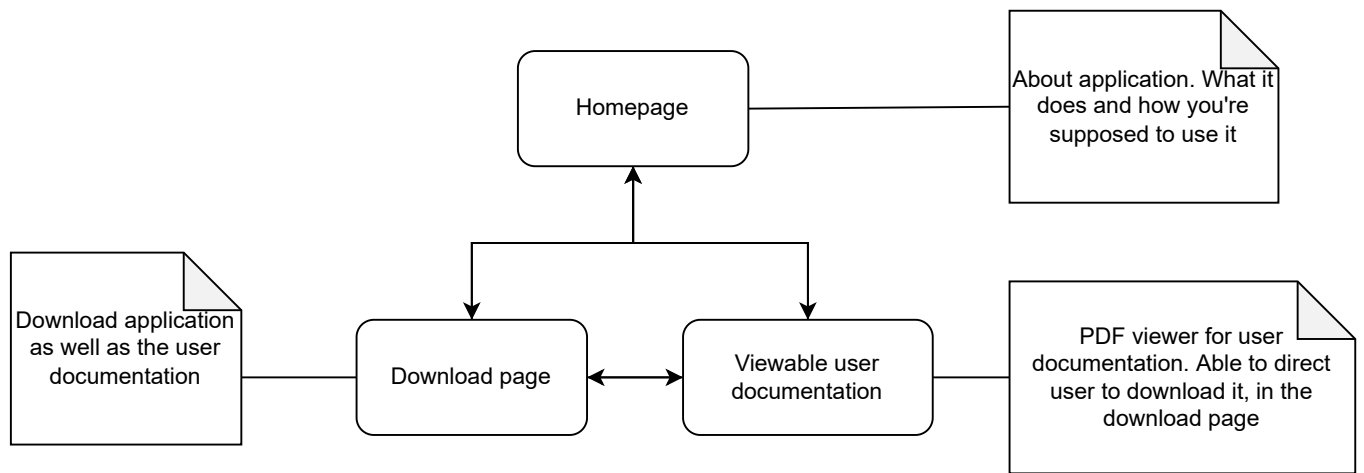 Homepage
About application. What it
does and how you're
supposed to use it
Download application
as well as the user
documentation
Download page
Viewable user
documentation
PDF viewer for user
documentation. Able to direct
user to download it, in the
download page